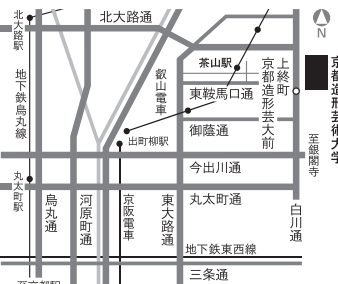 北大路通
北大路駅
N
叡山電車
茶山駅
上終町
京都造形芸大前
京都造形芸術大学
地下鉄烏丸線
東鞍馬口通
御蔭通
出町柳駅
至銀閣寺
今出川通
丸太町駅
烏丸通
河原町通
京阪電車
東大路通
丸太町通
白川通
地下鉄東西線
三条通